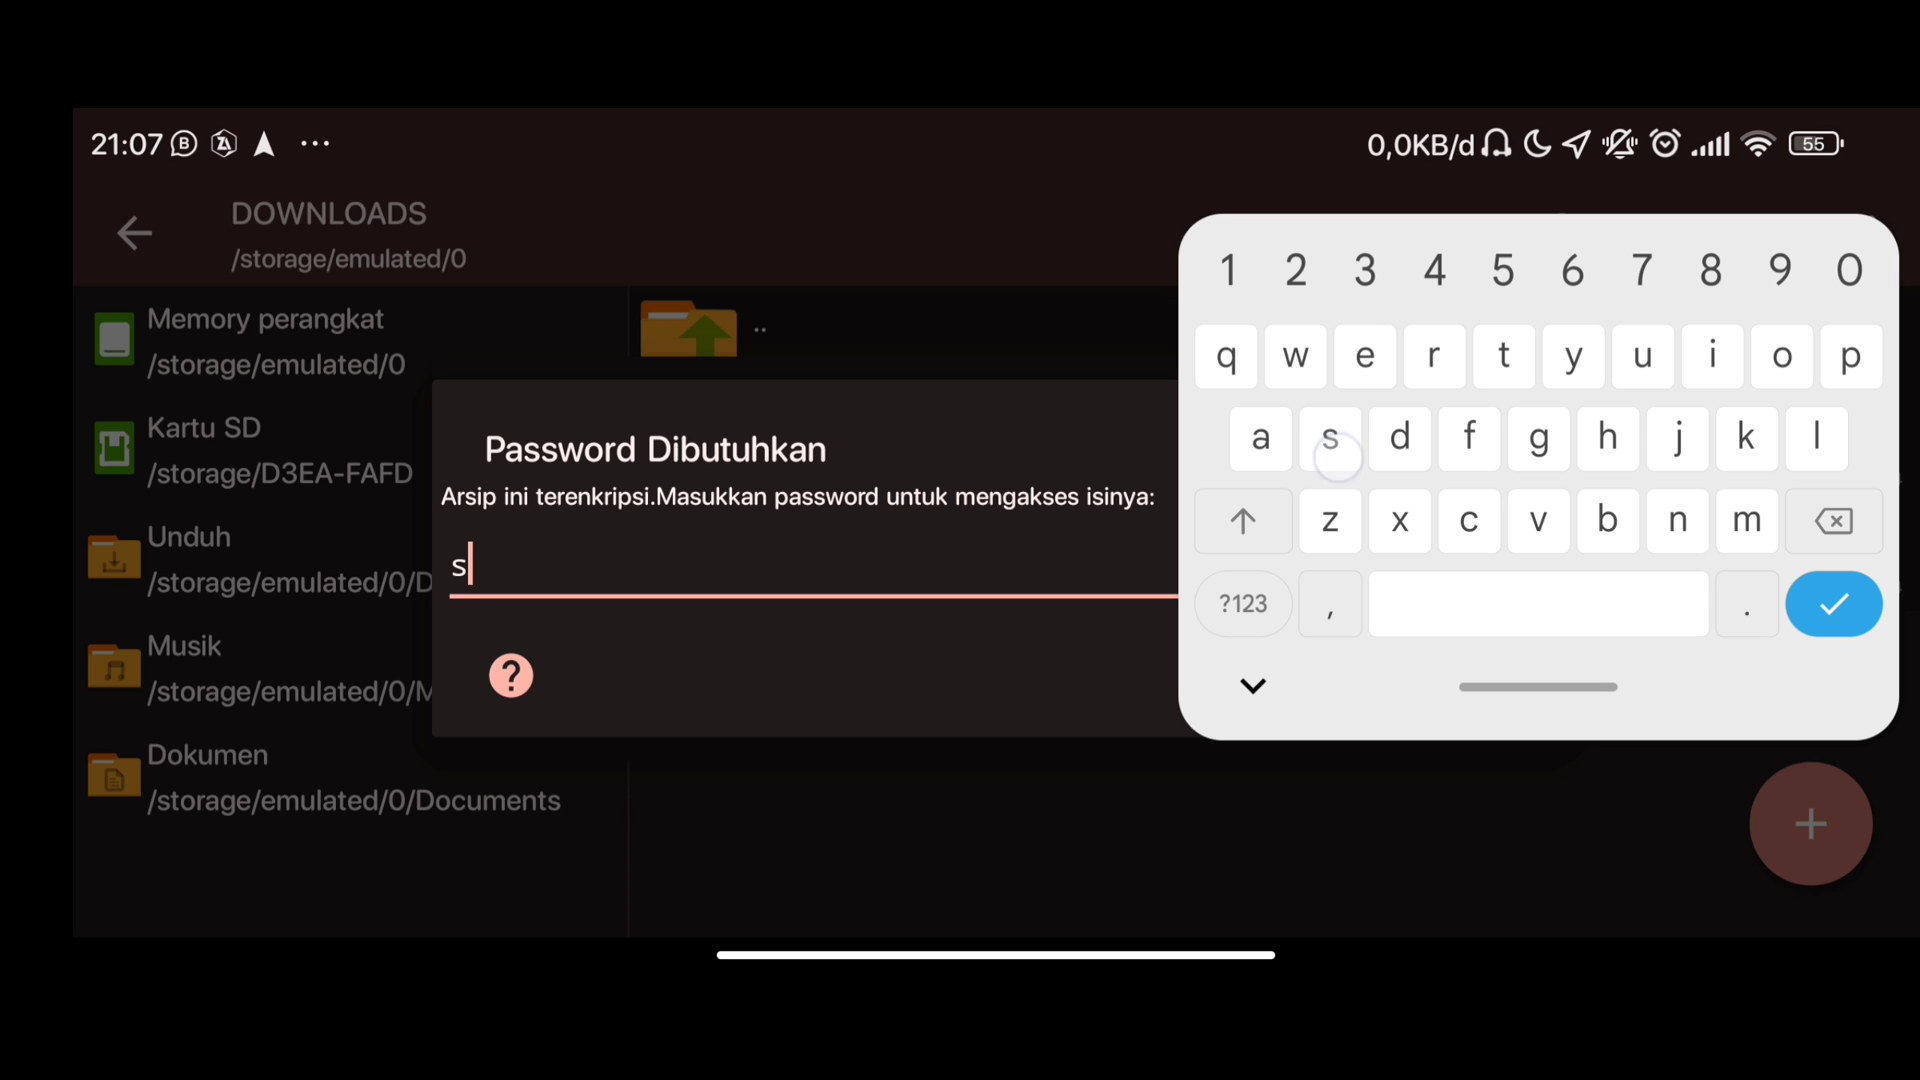 21:07
0,0KB/d
55
DOWNLOADS
/storage/emulated/0
Memory perangkat
/storage/emulated/0
Kartu SD
/storage/D3EA-FAFD
Unduh
/storage/emulated/0/D
Musik
/storage/emulated/0/M
Dokumen
/storage/emulated/0/Documents
..
Password Dibutuhkan
Arsip ini terenkripsi.Masukkan password untuk mengakses isinya:
s
1 2 3 4 5 6 7 8 9 0
q w e r t y u i o p
a s d f g h j k l
z x c v b n m
?123 , .